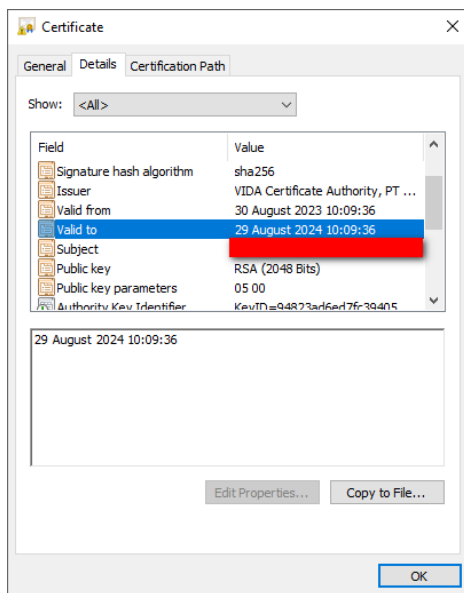 Certificate
General Details Certification Path
Show: <All>
Field Value
Signature hash algorithm sha256
Issuer VIDA Certificate Authority, PT ...
Valid from 30 August 2023 10:09:36
Valid to 29 August 2024 10:09:36
Subject
Public key RSA (2048 Bits)
Public key parameters 05 00
Authority Key Identifier KeyID=94823ad6ed7fc39405
29 August 2024 10:09:36
Edit Properties... Copy to File...
OK